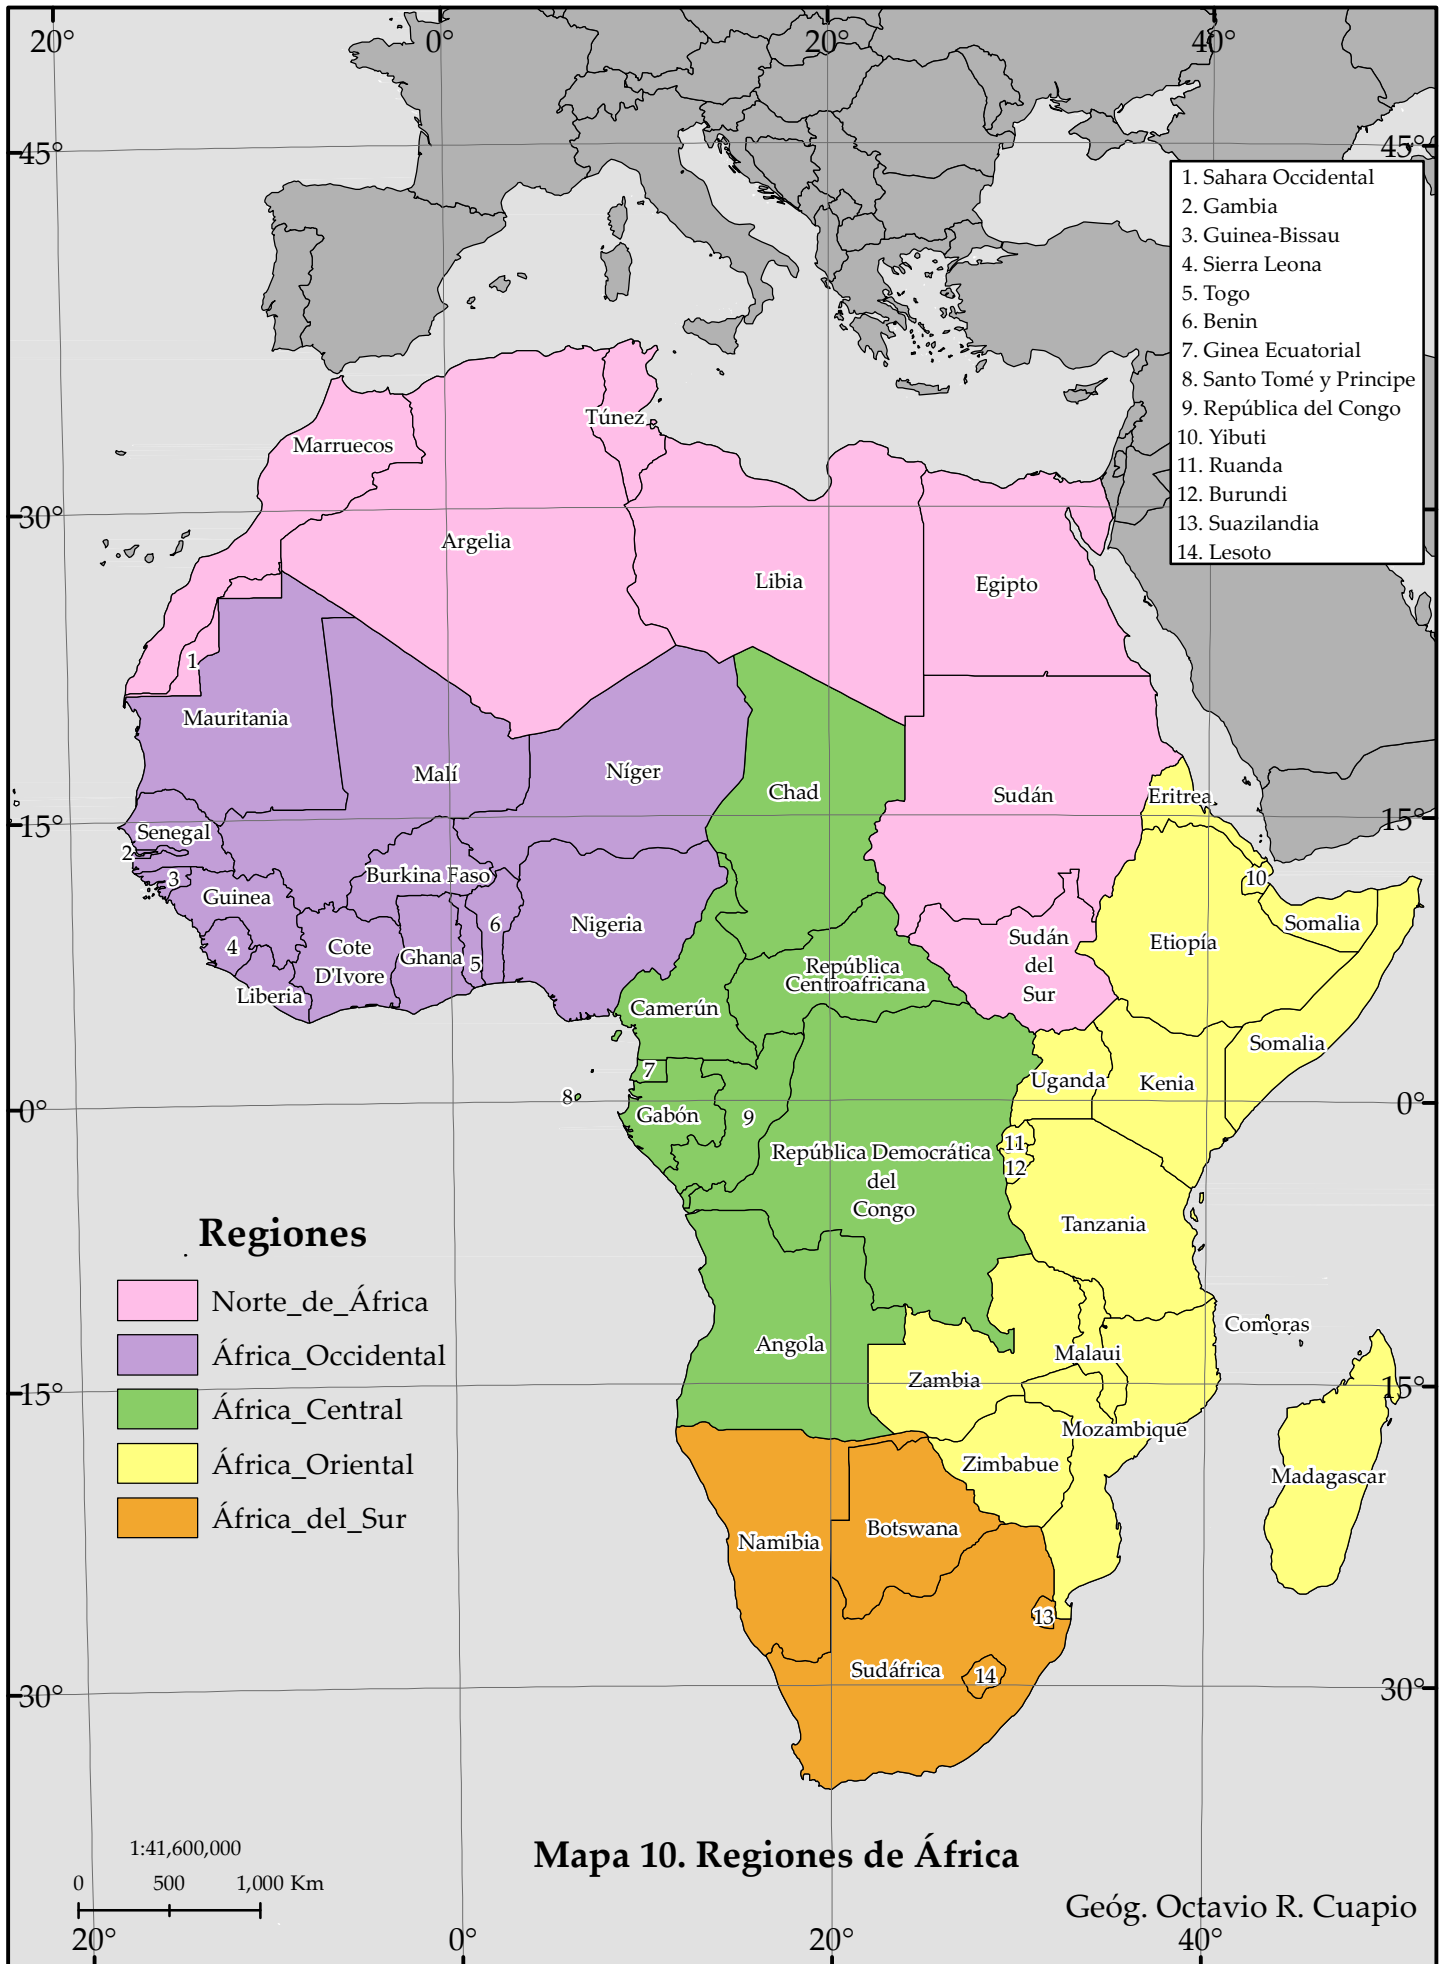 20°
0°
20°
40°
45°
45°
1. Sahara Occidental
2. Gambia
3. Guinea-Bissau
4. Sierra Leona
5. Togo
6. Benin
7. Ginea Ecuatorial
8. Santo Tomé y Principe
9. República del Congo
10. Yibuti
11. Ruanda
12. Burundi
13. Suazilandia
14. Lesoto
Túnez
Marruecos
30°
Argelia
Libia
Egipto
1
Mauritania
Malí
Níger
Chad
Sudán
Eritrea
15°
15°
Senegal
2
3
Burkina Faso
10
Guinea
6
Nigeria
Somalia
4
Cote
D'Ivore
Ghana
5
Sudán
del
Sur
Etiopía
República
Centroafricana
Liberia
Camerún
Somalia
7
Uganda
Kenia
8
0°
0°
Gabón
9
11
República Democrática
del
Congo
12
Tanzania
Regiones
Norte_de_África
África_Occidental
África_Central
África_Oriental
África_del_Sur
Comoras
Angola
Malaui
Zambia
15°
15°
Mozambique
Zimbabue
Madagascar
Botswana
Namibia
13
Sudáfrica
14
30°
30°
1:41,600,000
0 500 1,000 Km
Mapa 10. Regiones de África
Geóg. Octavio R. Cuapio
20°
0°
20°
40°